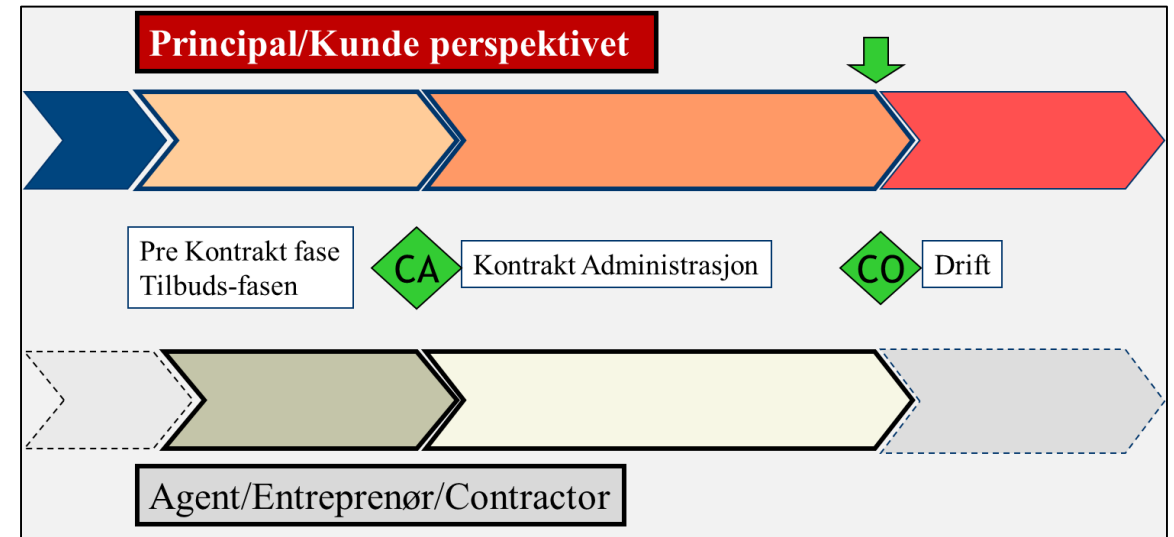 Principal/Kunde perspektivet
Pre Kontrakt fase
Tilbuds-fasen
CA
Kontrakt Administrasjon
CO
Drift
Agent/Entreprenør/Contractor